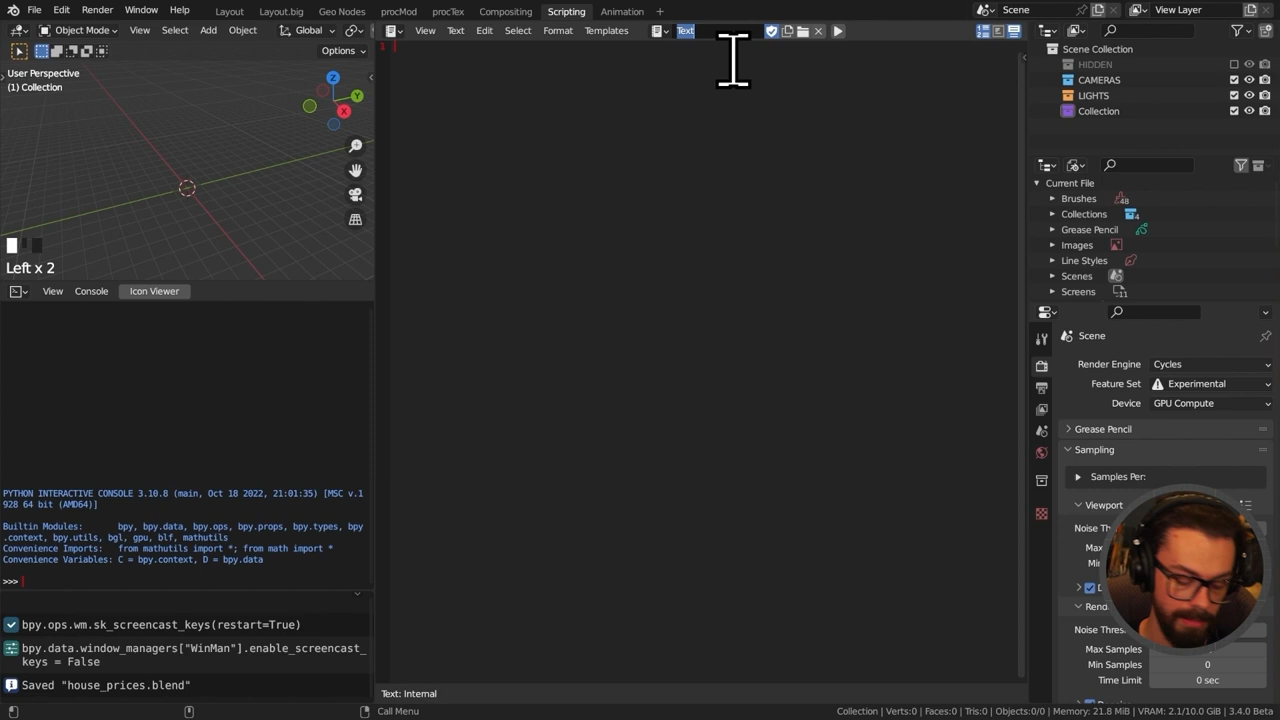 File Edit Render Window Help Layout Layout.big Geo Nodes procMod procTex Compositing Scripting Animation Scene View Layer
Object Mode View Select Add Object Global
Options
User Perspective
(1) Collection
Z
Y
X
Left x 2
View Console Icon Viewer
PYTHON INTERACTIVE CONSOLE 3.10.8 (main, Oct 18 2022, 21:01:35) [MSC v.1
928 64 bit (AMD64)]
Builtin Modules: bpy, bpy.data, bpy.ops, bpy.props, bpy.types, bpy
.context, bpy.utils, bgl, gpu, blf, mathutils
Convenience Imports: from mathutils import *; from math import *
Convenience Variables: C = bpy.context, D = bpy.data
>>>
bpy.ops.wm.sk_screencast_keys(restart=True)
bpy.data.window_managers["WinMan"].enable_screencast_
keys = False
Saved "house_prices.blend"
View Text Edit Select Format Templates Text
1
Text: Internal
Call Menu
Scene Collection
HIDDEN
CAMERAS
LIGHTS
Collection
Current File
Brushes 48
Collections 4
Grease Pencil
Images
Line Styles
Scenes
Screens 11
Scene
Render Engine Cycles
Feature Set Experimental
Device GPU Compute
Grease Pencil
Sampling
Samples Per:
Viewport
Noise Th
Ma
Mi
D
Rend
Noise Thres
Max Samples
Min Samples 0
Time Limit 0 sec
Collection | Verts:0 | Faces:0 | Tris:0 | Objects:0/0 | Memory: 21.8 MiB | VRAM: 2.1/10.0 GiB | 3.4.0 Beta